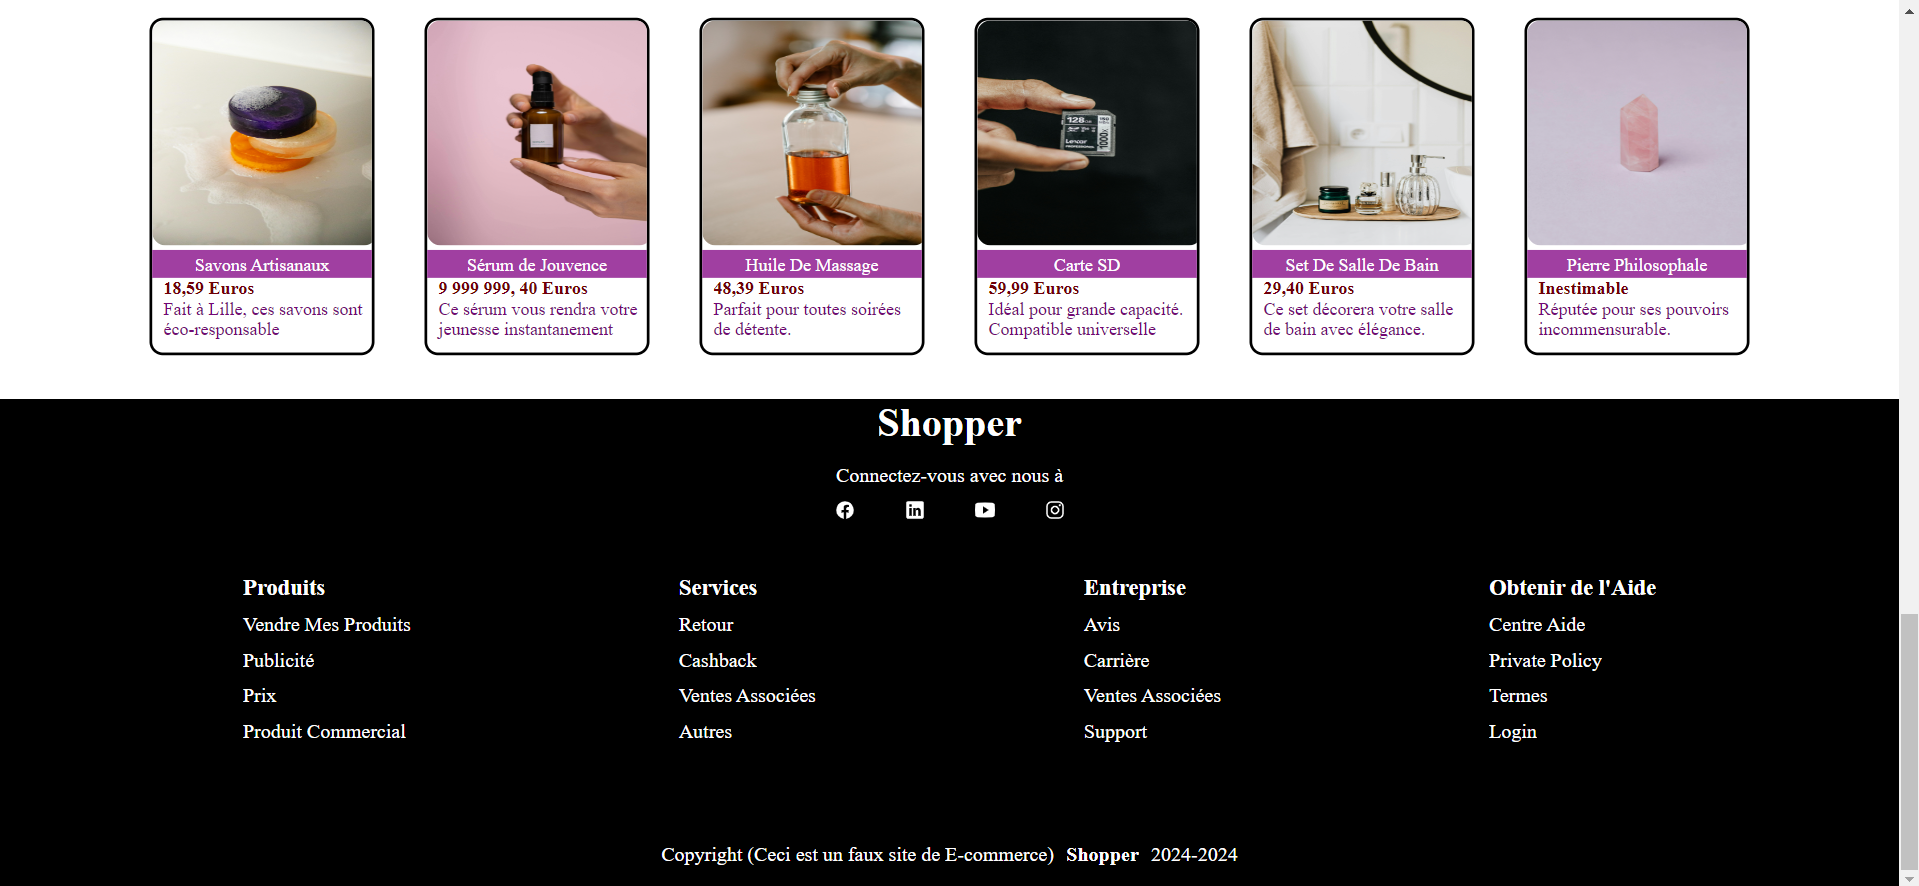 128
Lexar
PROFESSIONAL
1000x
Savons Artisanaux
18,59 Euros
Fait à Lille, ces savons sont
éco-responsable
Sérum de Jouvence
9 999 999, 40 Euros
Ce sérum vous rendra votre
jeunesse instantanement
Huile De Massage
48,39 Euros
Parfait pour toutes soirées
de détente.
Carte SD
59,99 Euros
Idéal pour grande capacité.
Compatible universelle
Set De Salle De Bain
29,40 Euros
Ce set décorera votre salle
de bain avec élégance.
Pierre Philosophale
Inestimable
Réputée pour ses pouvoirs
incommensurable.
Shopper
Connectez-vous avec nous à
Produits
Vendre Mes Produits
Publicité
Prix
Produit Commercial
Services
Retour
Cashback
Ventes Associées
Autres
Entreprise
Avis
Carrière
Ventes Associées
Support
Obtenir de l'Aide
Centre Aide
Private Policy
Termes
Login
Copyright (Ceci est un faux site de E-commerce) Shopper 2024-2024